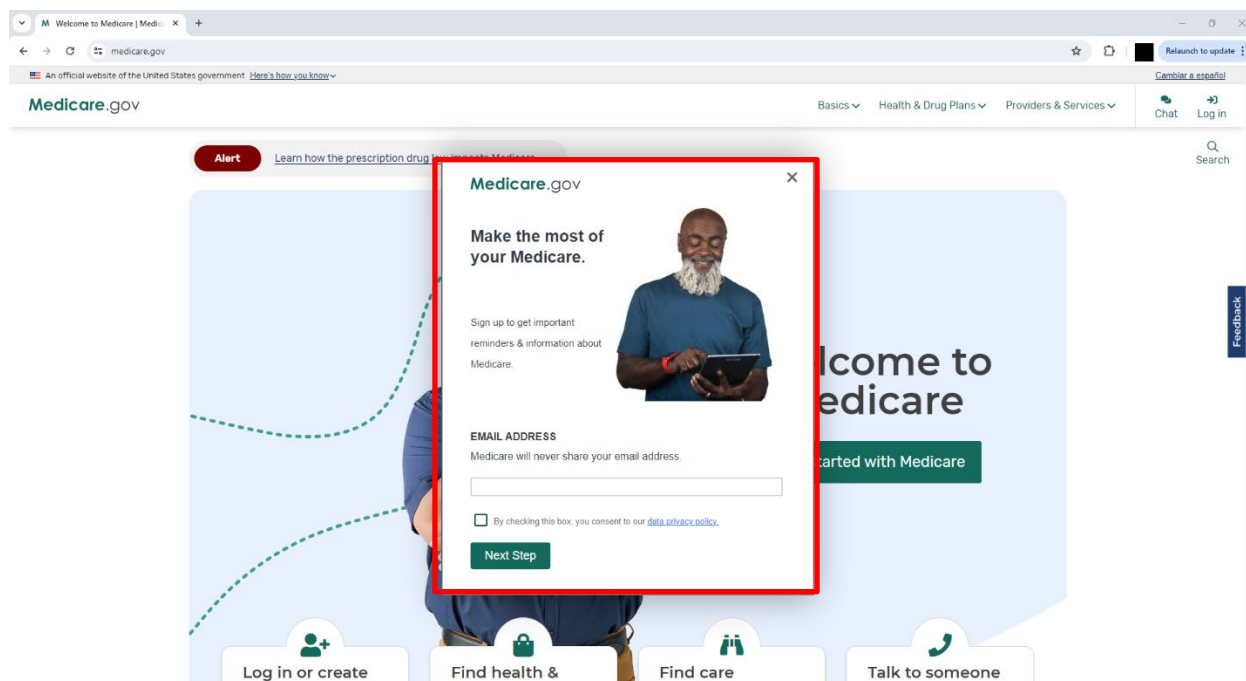 M Welcome to Medicare | Medic
medicare.gov
Relaunch to update
An official website of the United States government Here's how you know
Cambiar a español
Medicare.gov
Basics Health & Drug Plans Providers & Services
Chat Log in
Alert Learn how the prescription drug law impacts Medicare
Search
Medicare.gov
Make the most of
your Medicare.
Sign up to get important
reminders & information about
Medicare.
EMAIL ADDRESS
Medicare will never share your email address.
By checking this box, you consent to our data privacy policy.
Next Step
lcome to
edicare
tarted with Medicare
Feedback
Log in or create
Find health &
Find care
Talk to someone